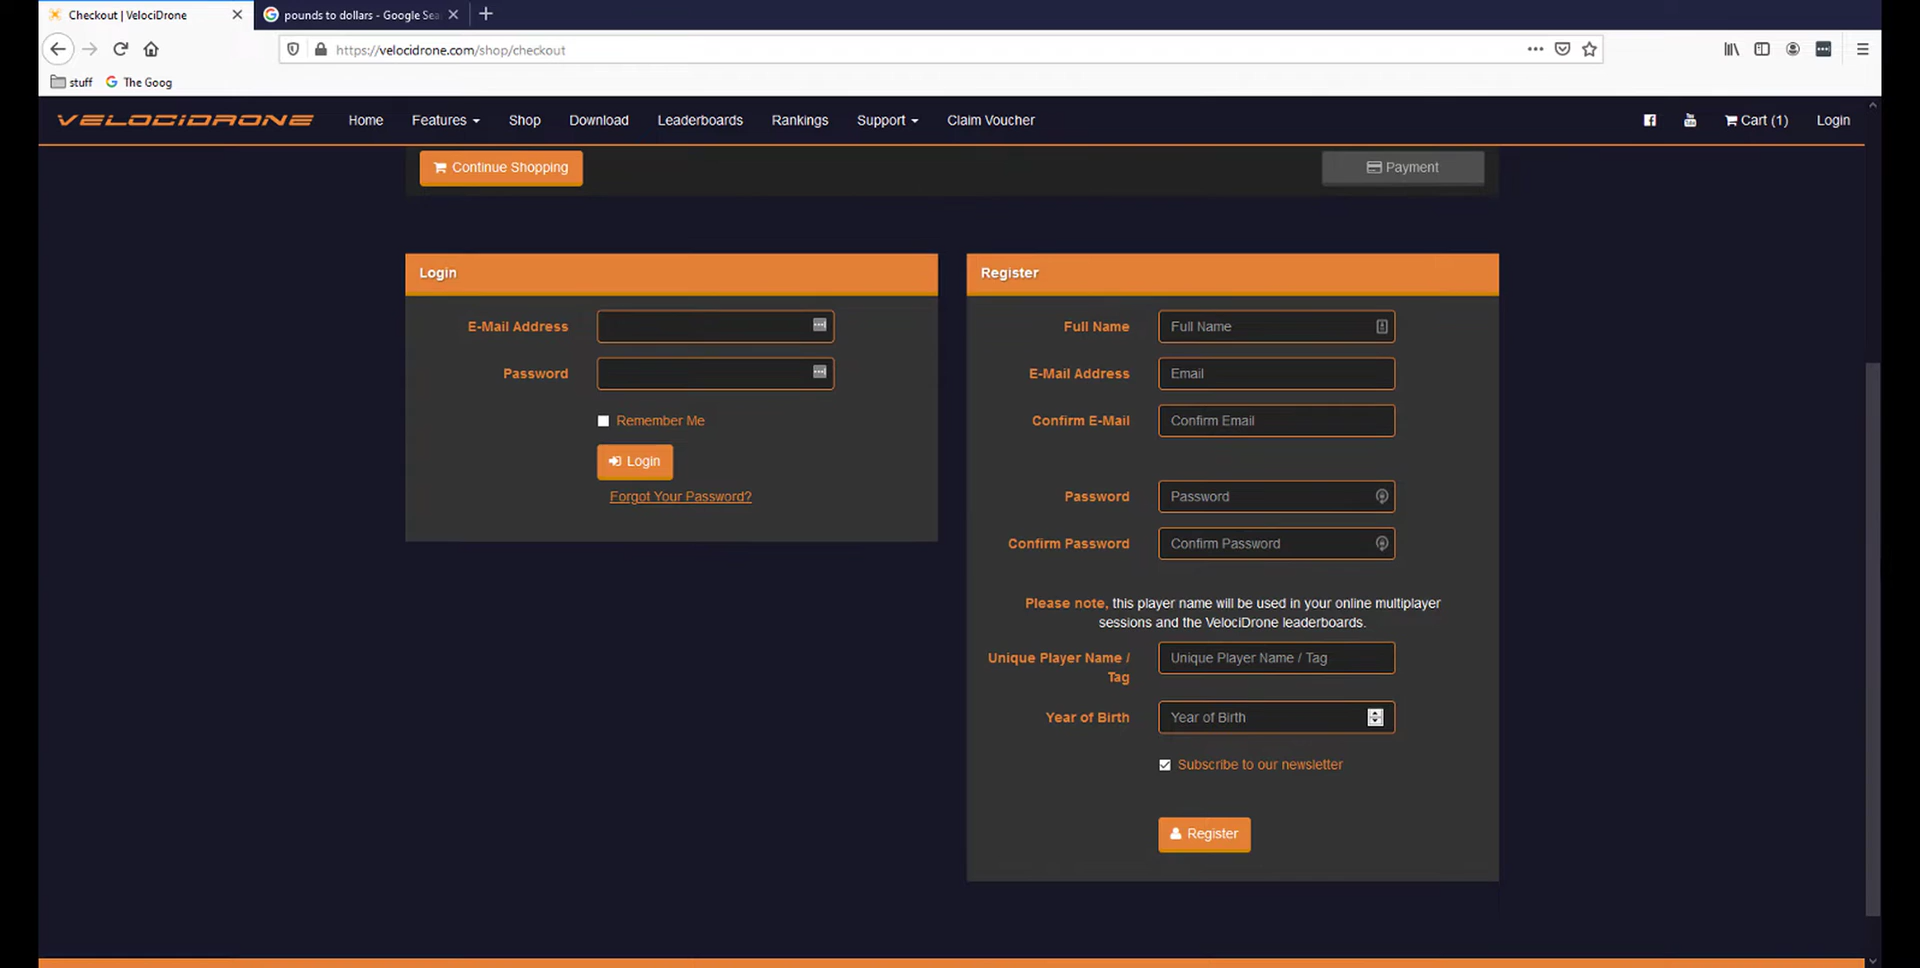 Checkout | VelociDrone
pounds to dollars - Google Sea
https://velocidrone.com/shop/checkout
stuff
The Goog
VELOCIDRONE
Home
Features
Shop
Download
Leaderboards
Rankings
Support
Claim Voucher
Cart (1)
Login
Continue Shopping
Payment
Login
E-Mail Address
Password
Remember Me
Login
Forgot Your Password?
Register
Full Name
Full Name
E-Mail Address
Email
Confirm E-Mail
Confirm Email
Password
Password
Confirm Password
Confirm Password
Please note, this player name will be used in your online multiplayer
sessions and the VelociDrone leaderboards.
Unique Player Name /
Tag
Unique Player Name / Tag
Year of Birth
Year of Birth
Subscribe to our newsletter
Register